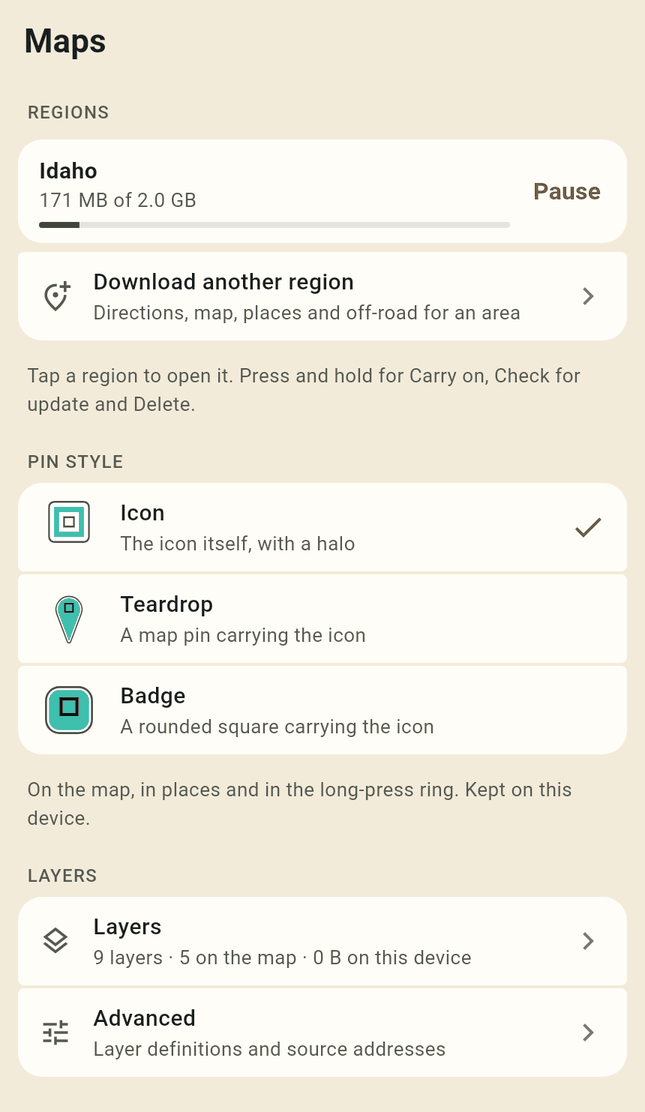 Maps
REGIONS
Idaho
171 MB of 2.0 GB
Pause
Download another region
Directions, map, places and off-road for an area
Tap a region to open it. Press and hold for Carry on, Check for
update and Delete.
PIN STYLE
Icon
The icon itself, with a halo
Teardrop
A map pin carrying the icon
Badge
A rounded square carrying the icon
On the map, in places and in the long-press ring. Kept on this
device.
LAYERS
Layers
9 layers · 5 on the map · 0 B on this device
Advanced
Layer definitions and source addresses